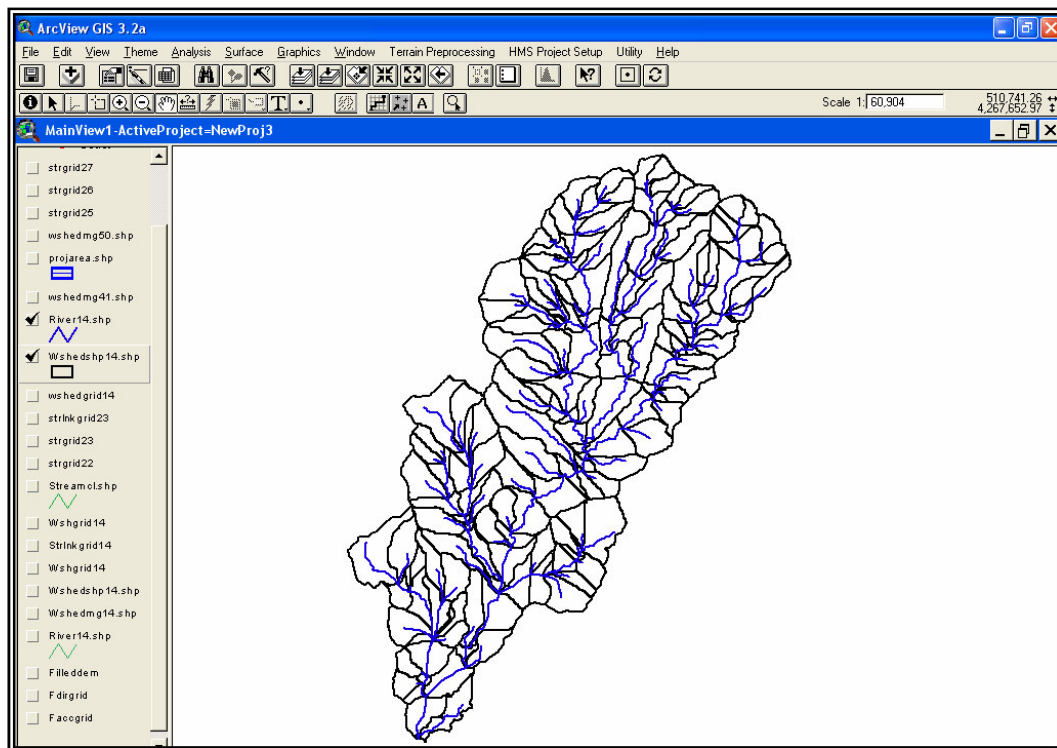 ArcView GIS 3.2a
File Edit View Theme Analysis Surface Graphics Window Terrain Preprocessing HMS Project Setup Utility Help
T A
Scale 1: 60,904
510,741.26
4,267,652.97
MainView1-ActiveProject=NewProj3
strgrid27
strgrid26
strgrid25
wshedmg50.shp
projarea.shp
wshedmg41.shp
River14.shp
Wshedshp14.shp
wshedgrid14
strlnkgrid23
strgrid23
strgrid22
Streamcl.shp
Wshgrid14
Strlnkgrid14
Wshgrid14
Wshedshp14.shp
Wshedmg14.shp
River14.shp
Filleddem
Fdirgrid
Faccgrid